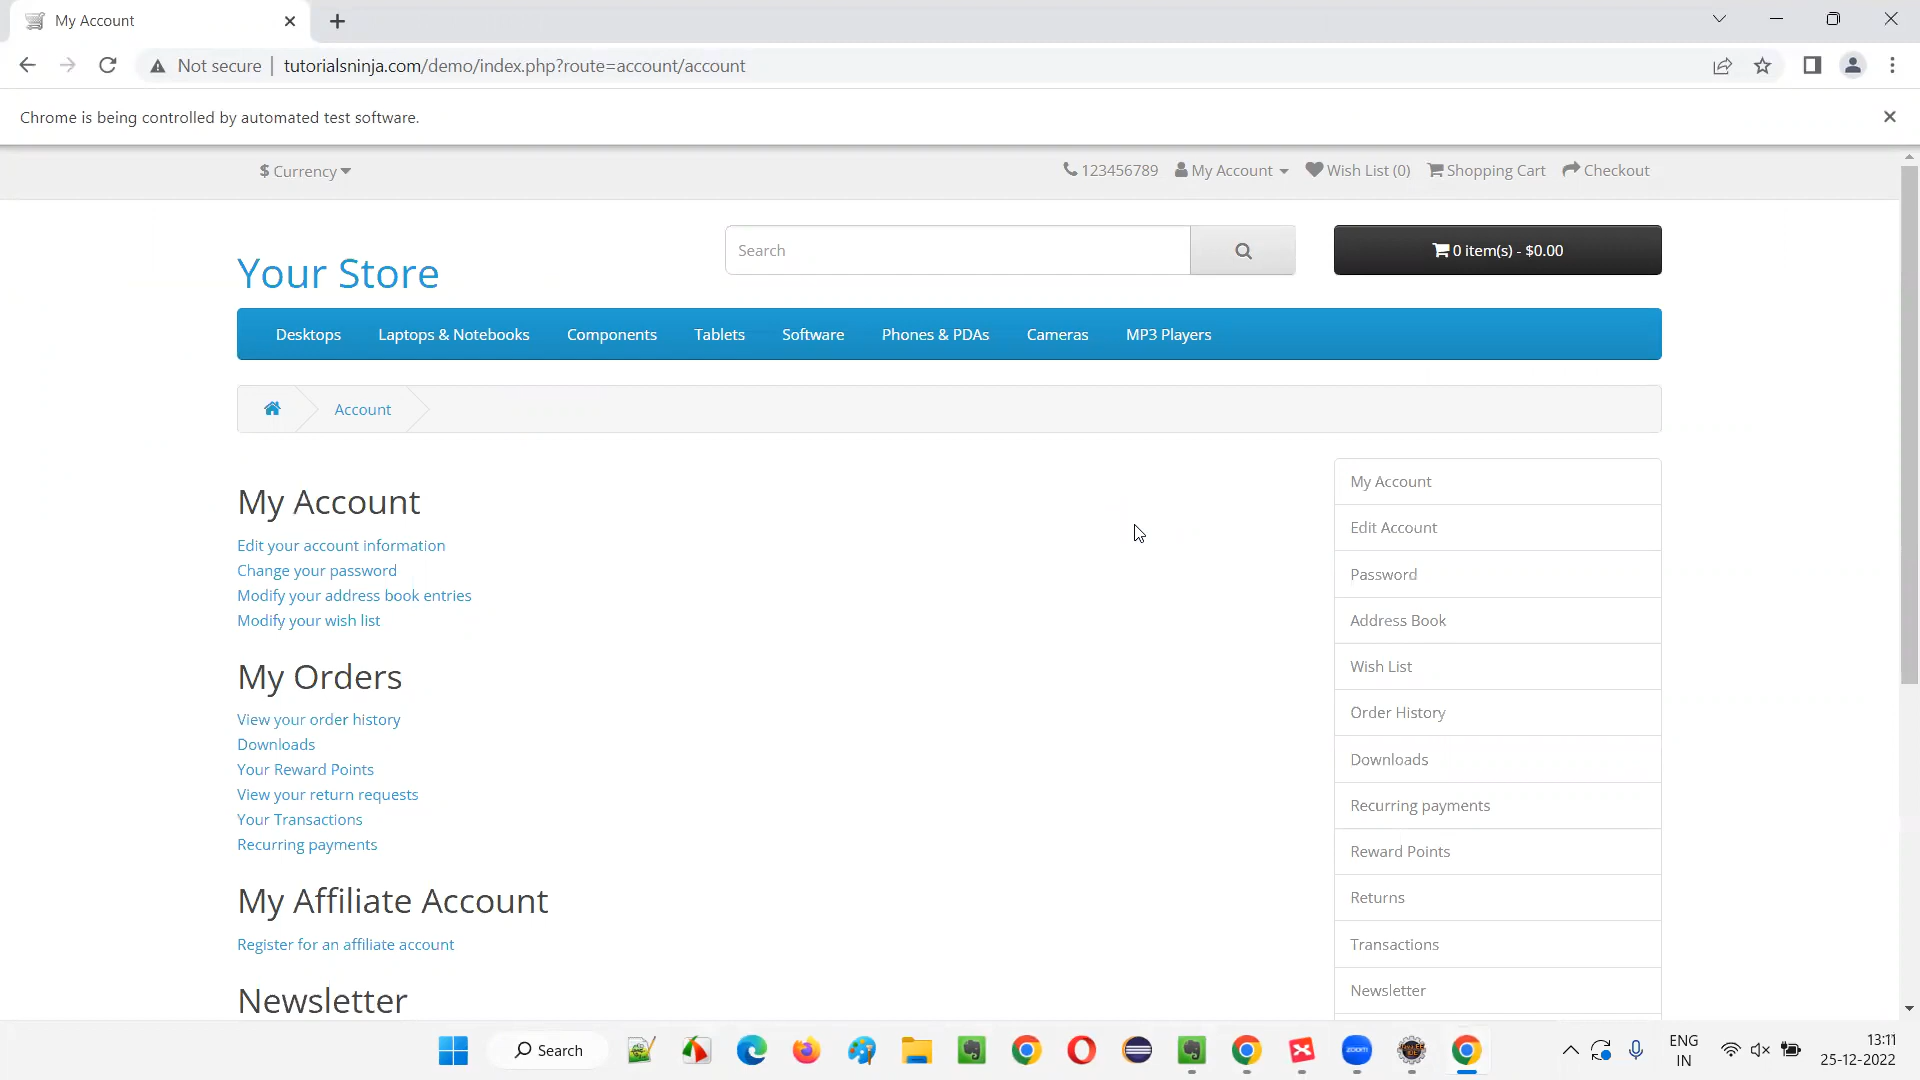 My Account
Not secure
tutorialsninja.com/demo/index.php?route=account/account
Chrome is being controlled by automated test software.
$ Currency
123456789
My Account
Wish List (0)
Shopping Cart
Checkout
Your Store
Search
0 item(s) - $0.00
Desktops
Laptops & Notebooks
Components
Tablets
Software
Phones & PDAs
Cameras
MP3 Players
Account
My Account
Edit your account information
Change your password
Modify your address book entries
Modify your wish list
My Orders
View your order history
Downloads
Your Reward Points
View your return requests
Your Transactions
Recurring payments
My Affiliate Account
Register for an affiliate account
Newsletter
My Account
Edit Account
Password
Address Book
Wish List
Order History
Downloads
Recurring payments
Reward Points
Returns
Transactions
Newsletter
Search
zoom
ENG
IN
13:11
25-12-2022